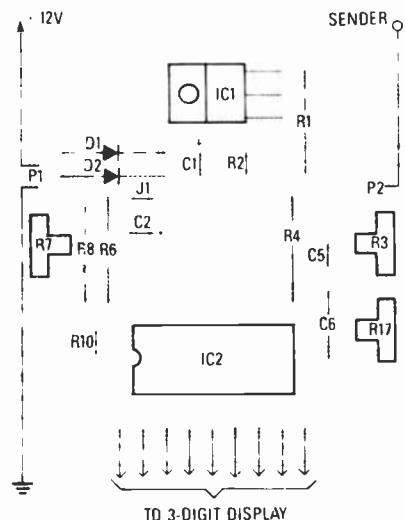 12V
SENDER
IC1
R1
D1
D2
C1
R2
P1
P2
J1
C2
R7
R8
R6
R4
C5
R3
C6
R17
R10
IC2
TO 3-DIGIT DISPLAY